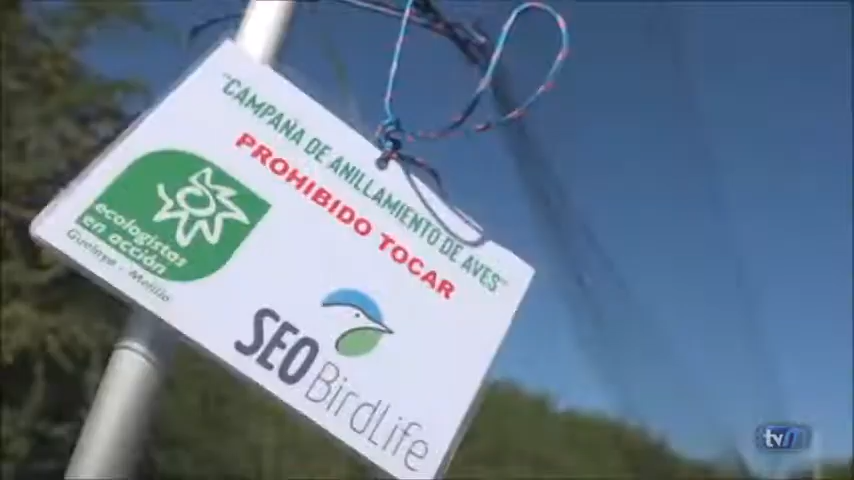 "CAMPAÑA DE ANILLAMIENTO DE AVES"
PROHIBIDO TOCAR
ecologistas
en acción
Guelaya - Melilla
SEO
BirdLife
tvM